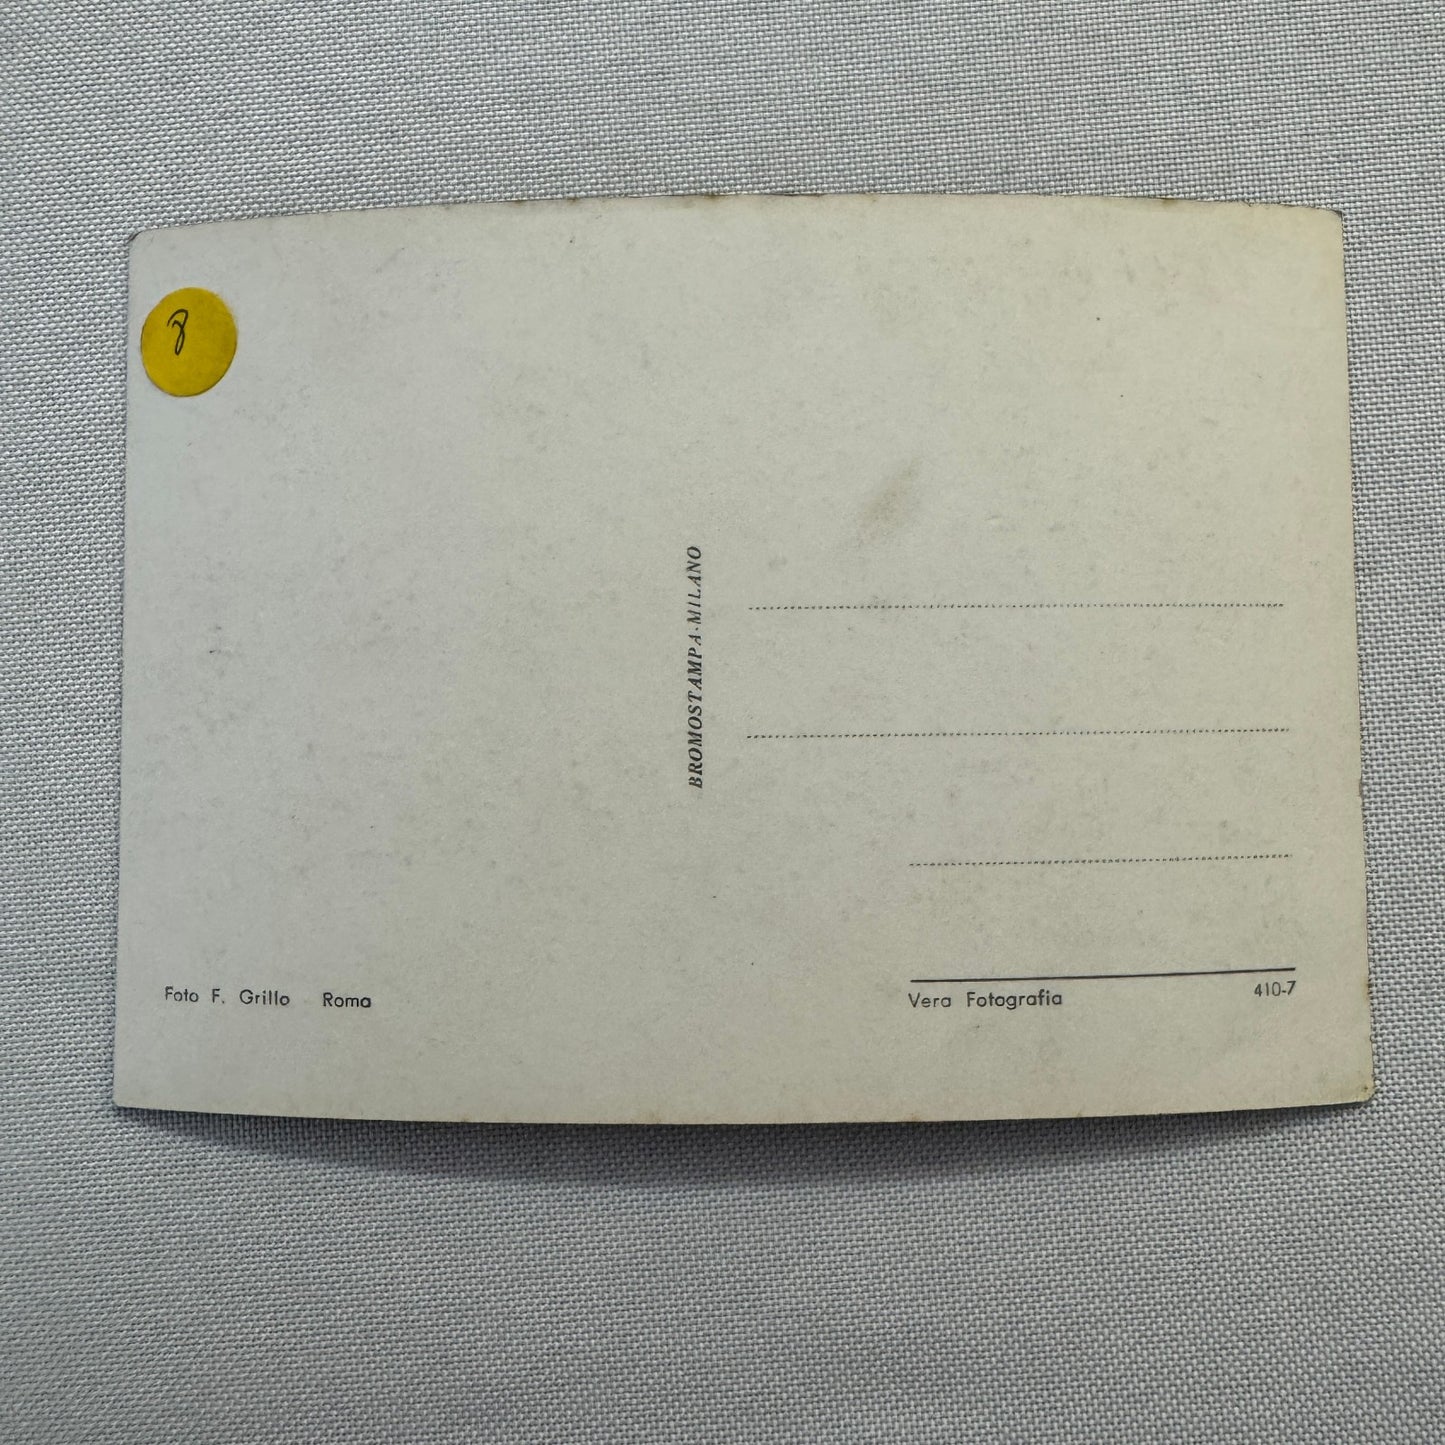 8
BROMOSTAMPA-MILANO
Foto F. Grillo Roma
Vera Fotografia 410-7